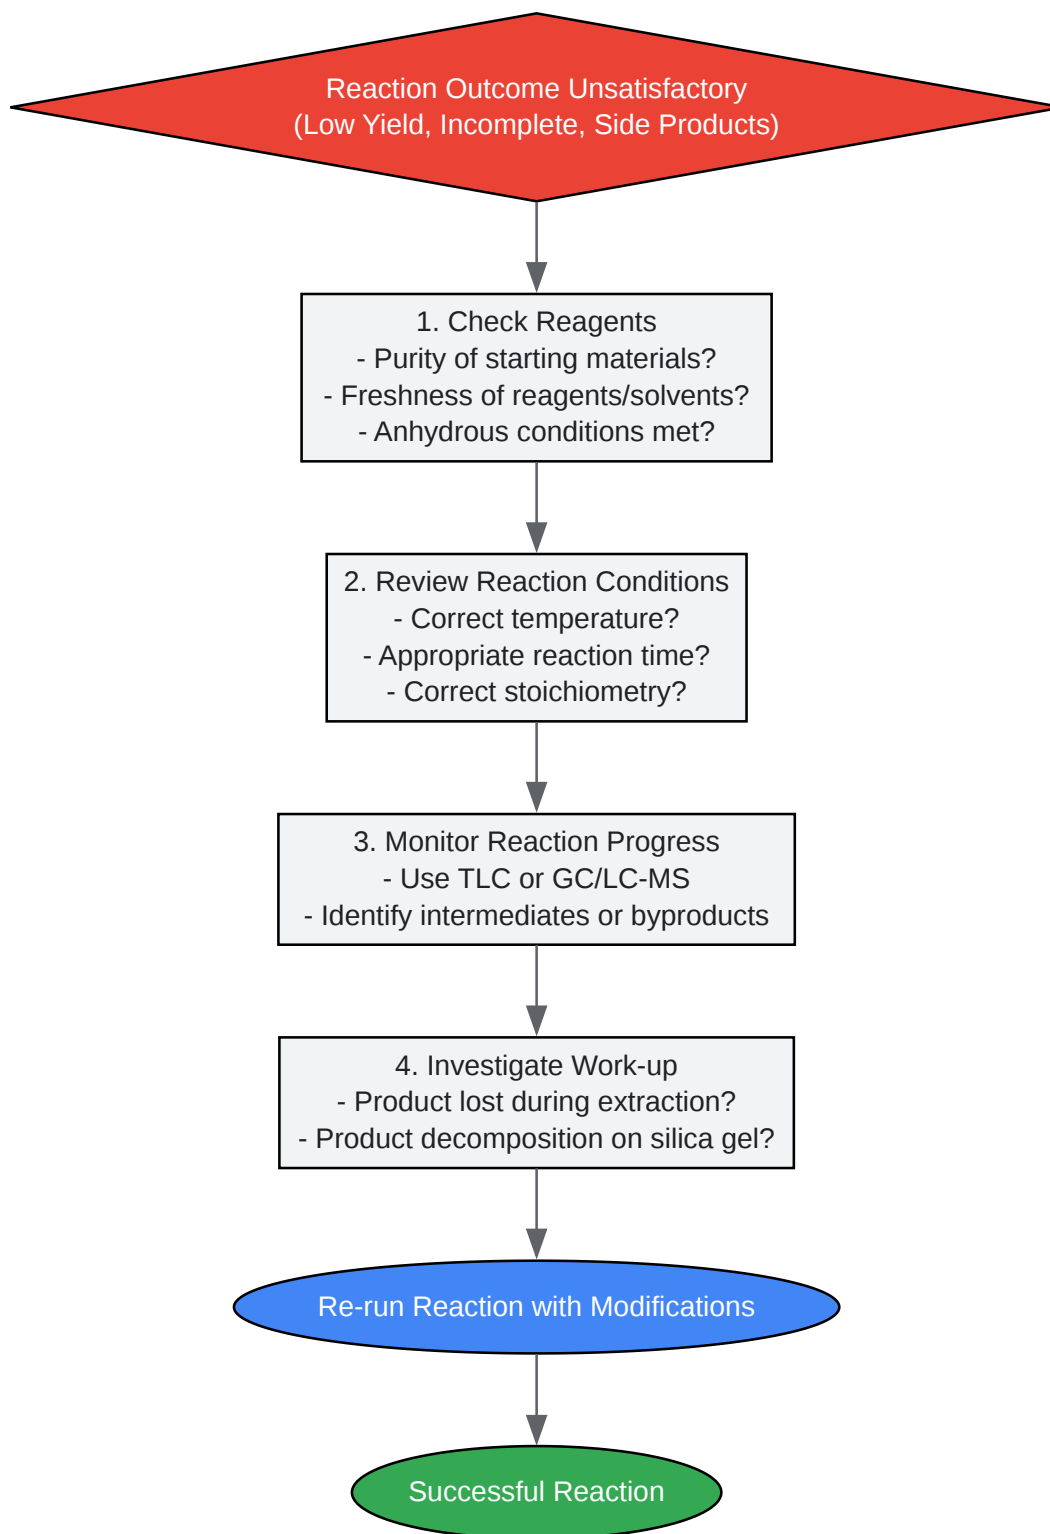 Reaction Outcome Unsatisfactory
(Low Yield, Incomplete, Side Products)
1. Check Reagents
- Purity of starting materials?
- Freshness of reagents/solvents?
- Anhydrous conditions met?
2. Review Reaction Conditions
- Correct temperature?
- Appropriate reaction time?
- Correct stoichiometry?
3. Monitor Reaction Progress
- Use TLC or GC/LC-MS
- Identify intermediates or byproducts
4. Investigate Work-up
- Product lost during extraction?
- Product decomposition on silica gel?
Re-run Reaction with Modifications
Successful Reaction